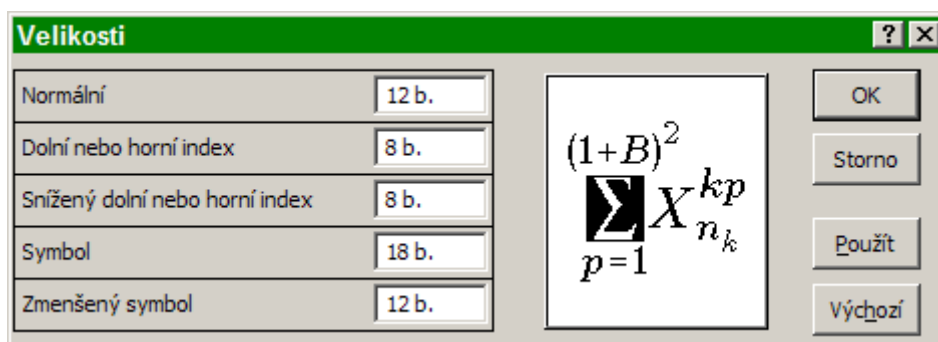 Velikosti
Normální 12 b.
Dolní nebo horní index 8 b.
Snížený dolní nebo horní index 8 b.
Symbol 18 b.
Zmenšený symbol 12 b.
(1+B)²
∑ X kp n k
p=1
OK
Storno
Použít
Výchozí